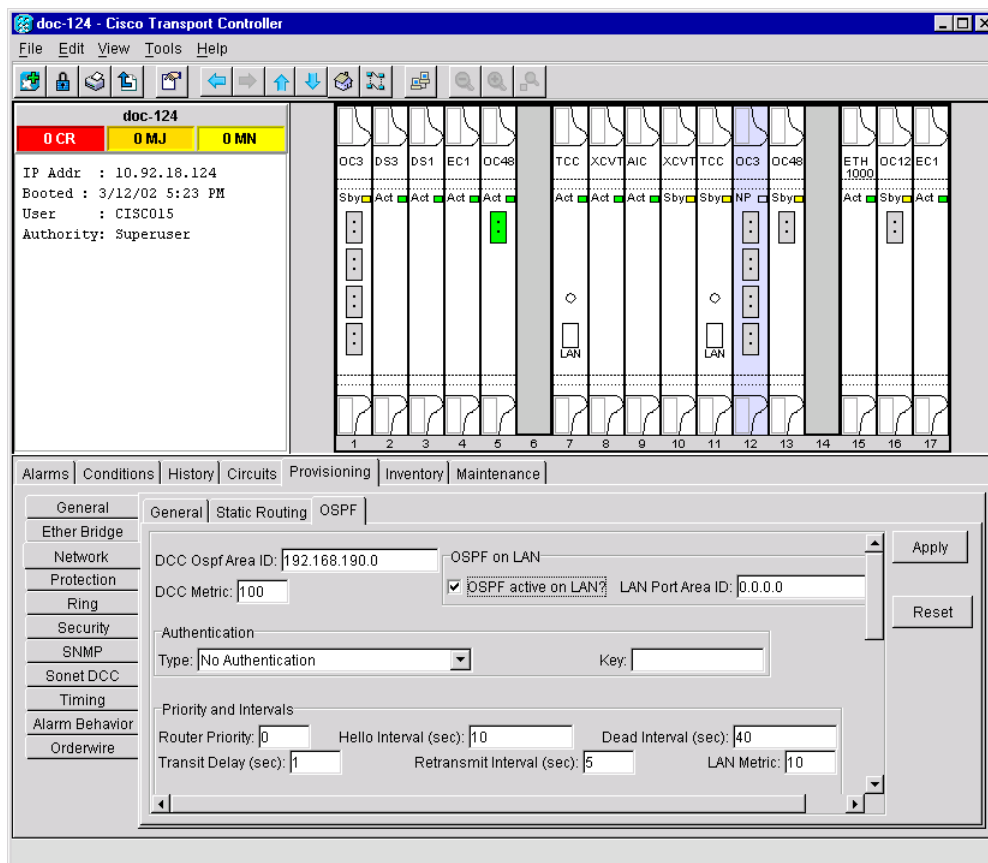 doc-124 - Cisco Transport Controller
File Edit View Tools Help
doc-124
0 CR 0 MJ 0 MN
IP Addr : 10.92.18.124
Booted : 3/12/02 5:23 PM
User : CISCO15
Authority: Superuser
OC3 DS3 DS1 EC1 OC48 TCC XCVT AIC XCVT TCC OC3 OC48 ETH 1000 OC12 EC1
Sby Act Act Act Act Act Act Act Sby Sby NP Sby Act Sby Act
LAN LAN
1 2 3 4 5 6 7 8 9 10 11 12 13 14 15 16 17
Alarms Conditions History Circuits Provisioning Inventory Maintenance
General
Ether Bridge
Network
Protection
Ring
Security
SNMP
Sonet DCC
Timing
Alarm Behavior
Orderwire
General Static Routing OSPF
DCC Ospf Area ID: 192.168.190.0
DCC Metric: 100
OSPF on LAN
OSPF active on LAN? LAN Port Area ID: 0.0.0.0
Authentication
Type: No Authentication Key:
Priority and Intervals
Router Priority: 0 Hello Interval (sec): 10 Dead Interval (sec): 40
Transit Delay (sec): 1 Retransmit Interval (sec): 5 LAN Metric: 10
Apply
Reset